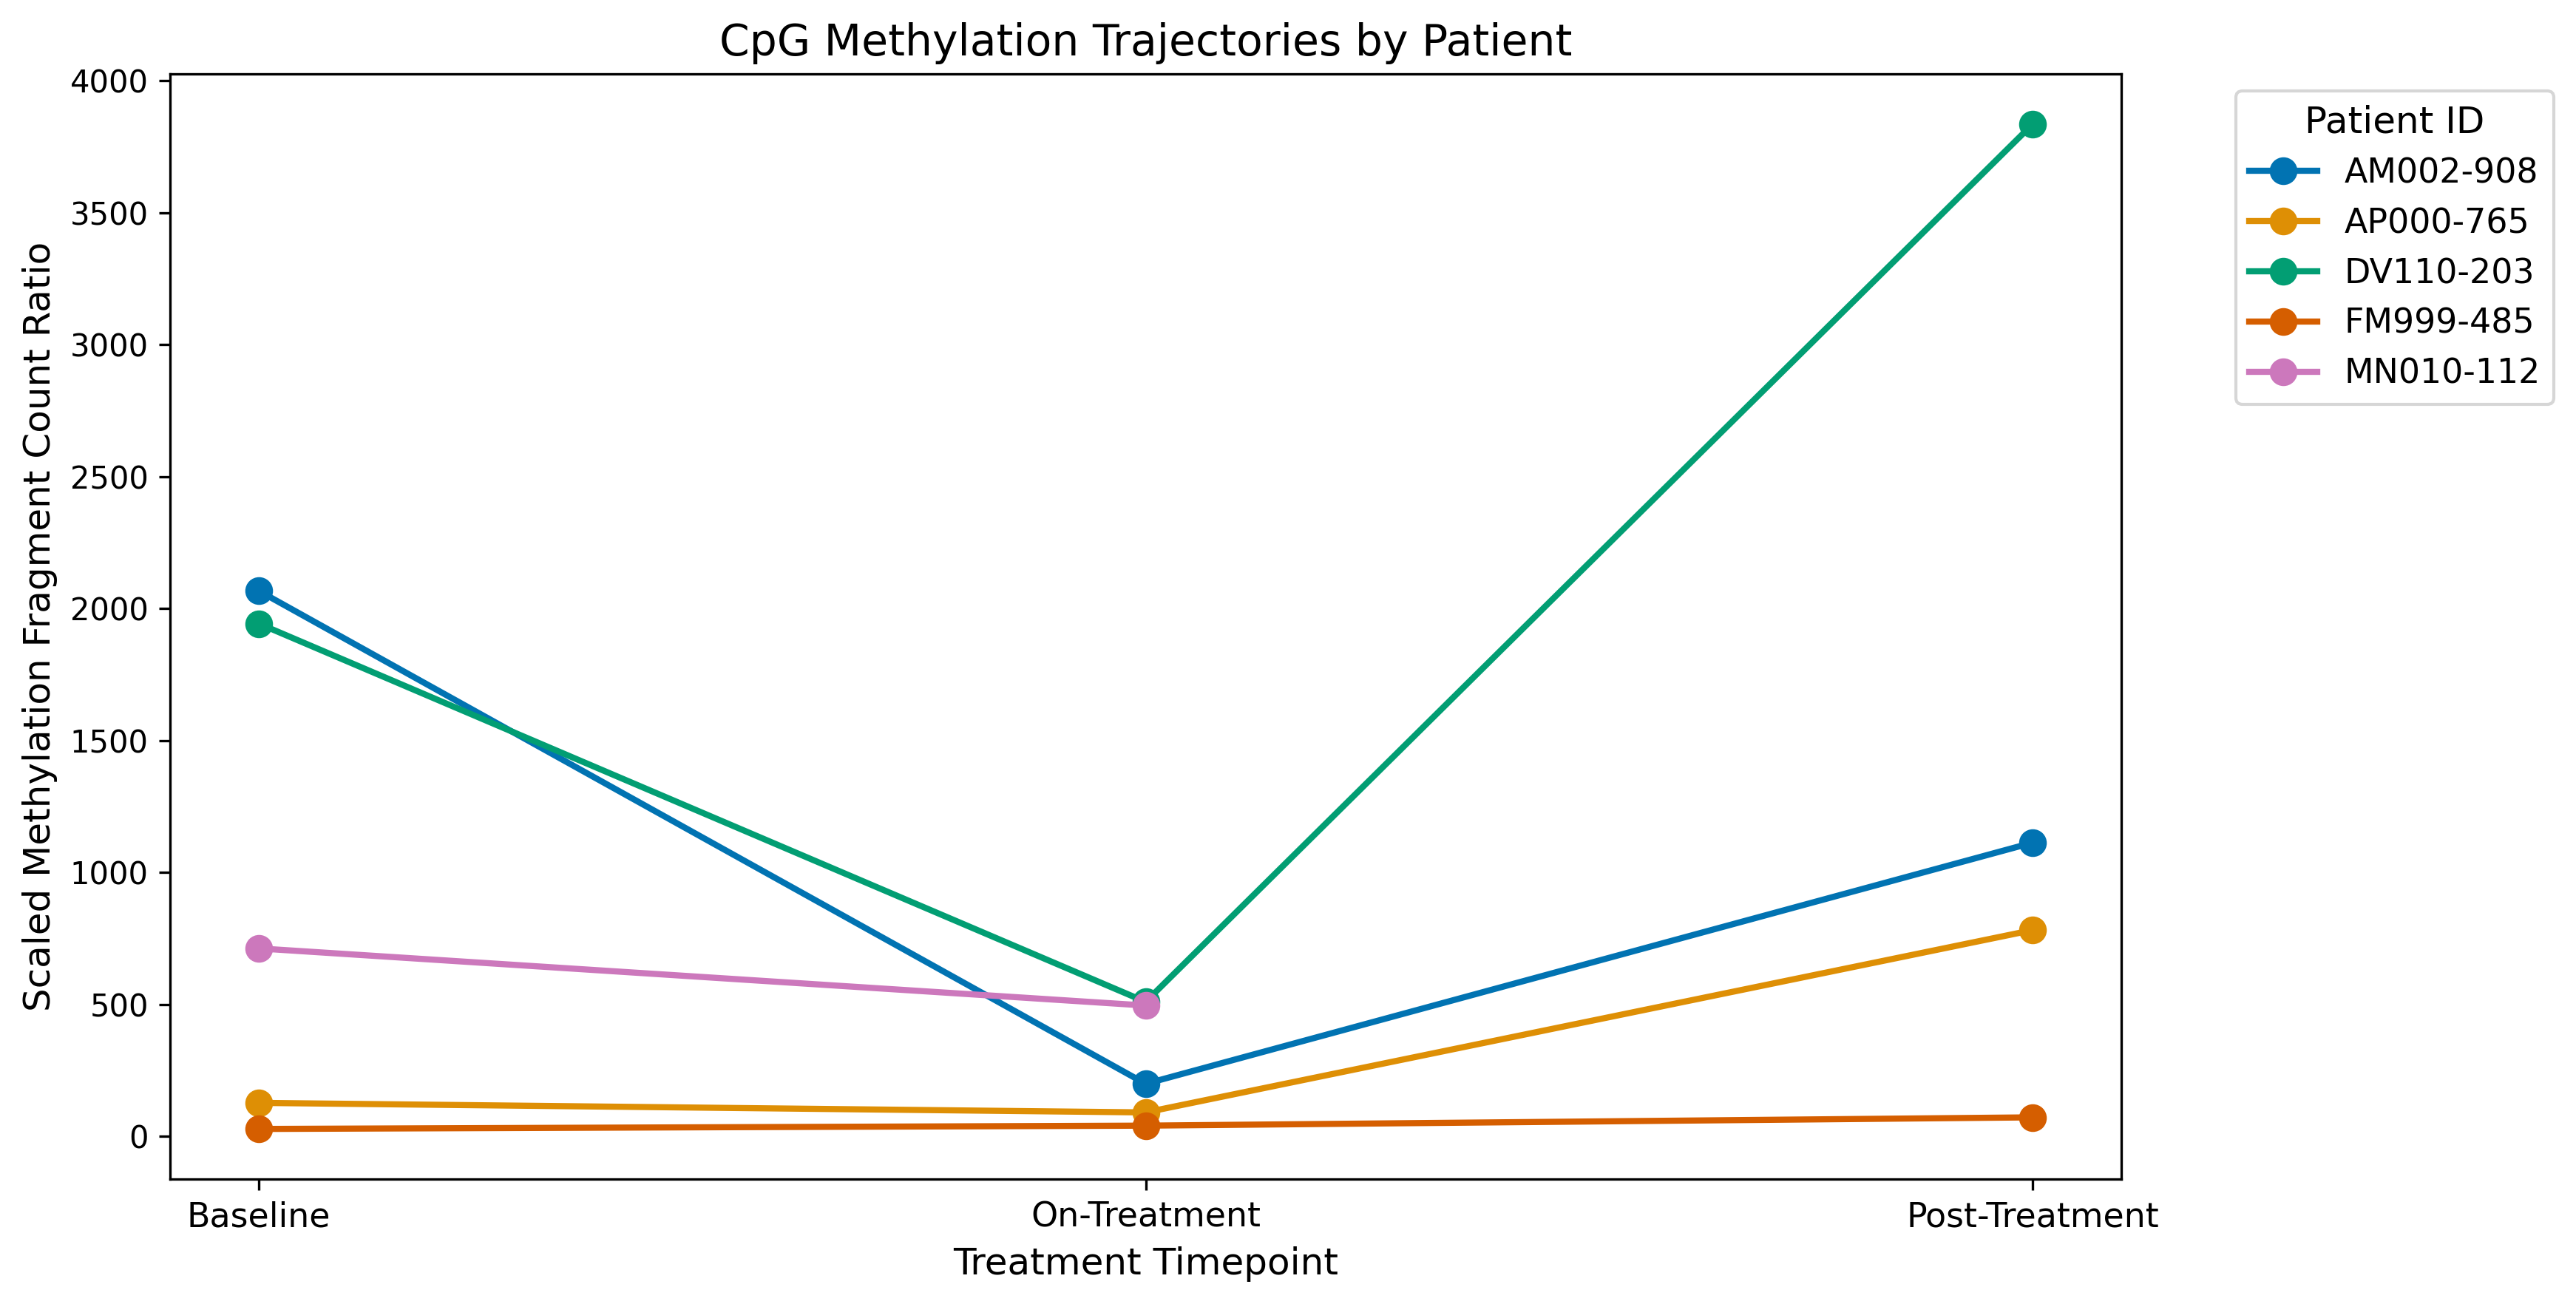 CpG Methylation Trajectories by Patient
Scaled Methylation Fragment Count Ratio
4000
3500
3000
2500
2000
1500
1000
500
0
Baseline
On-Treatment
Post-Treatment
Treatment Timepoint
Patient ID
AM002-908
AP000-765
DV110-203
FM999-485
MN010-112